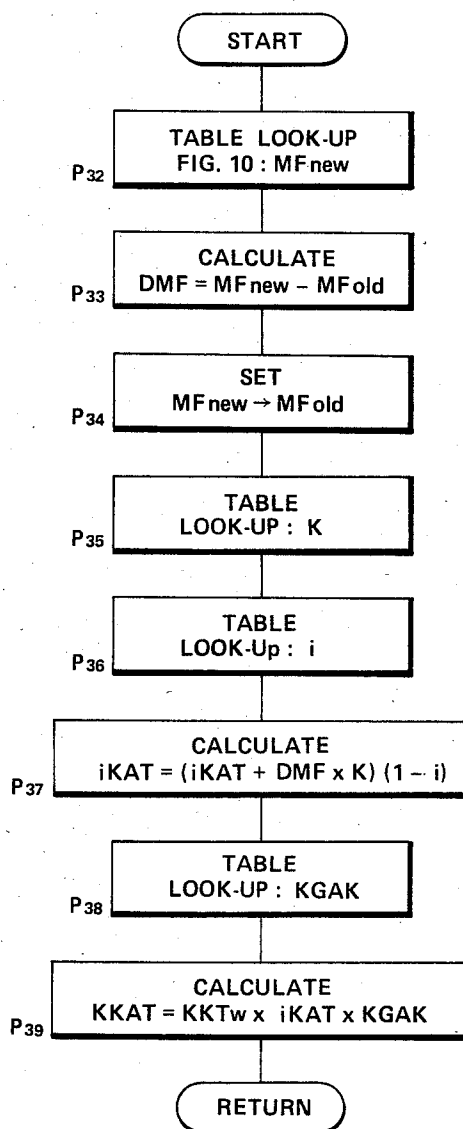 START
TABLE LOOK-UP
FIG. 10 : MFnew
P32
CALCULATE
DMF = MFnew − MFold
P33
SET
MFnew → MFold
P34
TABLE
LOOK-UP : K
P35
TABLE
LOOK-Up : i
P36
CALCULATE
iKAT = (iKAT + DMF x K) (1 − i)
P37
TABLE
LOOK-UP : KGAK
P38
CALCULATE
KKAT = KKTw x iKAT x KGAK
P39
RETURN